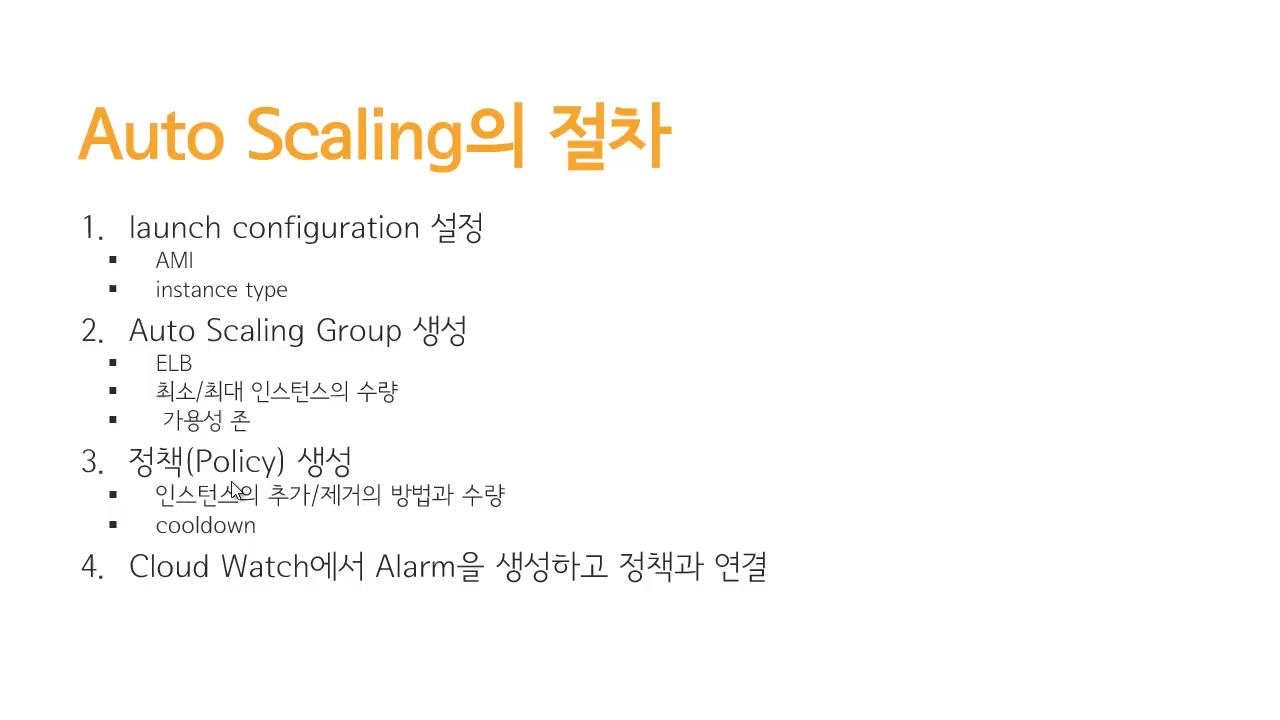 Auto Scaling의 절차
1. launch configuration 설정
▪ AMI
▪ instance type
2. Auto Scaling Group 생성
▪ ELB
▪ 최소/최대 인스턴스의 수량
▪ 가용성 존
3. 정책(Policy) 생성
▪ 인스턴스의 추가/제거의 방법과 수량
▪ cooldown
4. Cloud Watch에서 Alarm을 생성하고 정책과 연결